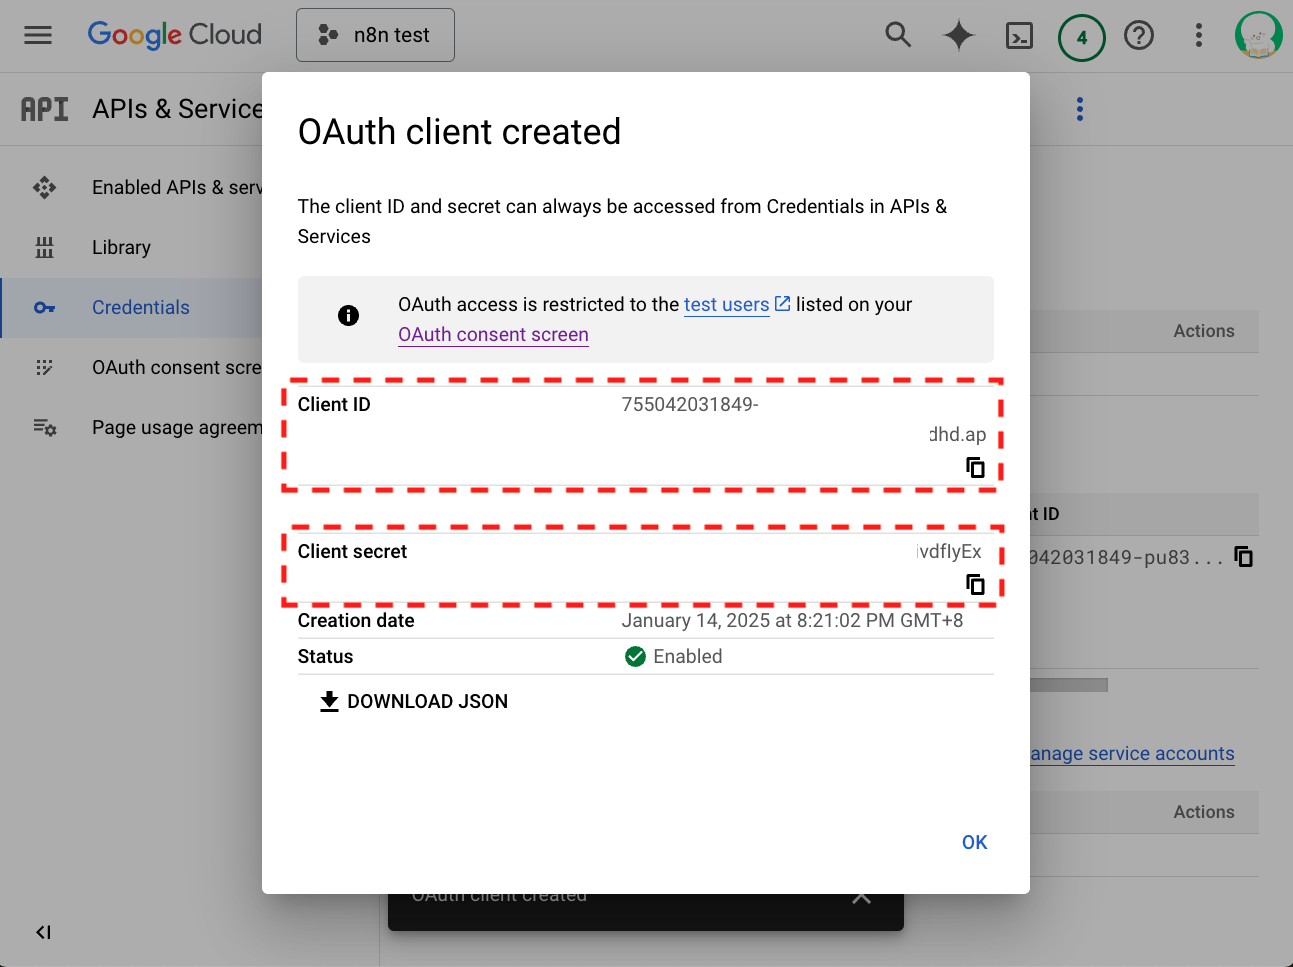 Google Cloud
n8n test
4
API
APIs & Service
Enabled APIs & serv
Library
Credentials
OAuth consent scre
Page usage agreem
OAuth client created
The client ID and secret can always be accessed from Credentials in APIs &
Services
OAuth access is restricted to the test users listed on your
OAuth consent screen
Client ID
755042031849-
dhd.ap
Client secret
ivdfIyEx
Creation date
January 14, 2025 at 8:21:02 PM GMT+8
Status
Enabled
DOWNLOAD JSON
OK
Actions
nt ID
042031849-pu83...
anage service accounts
Actions
OAuth client created